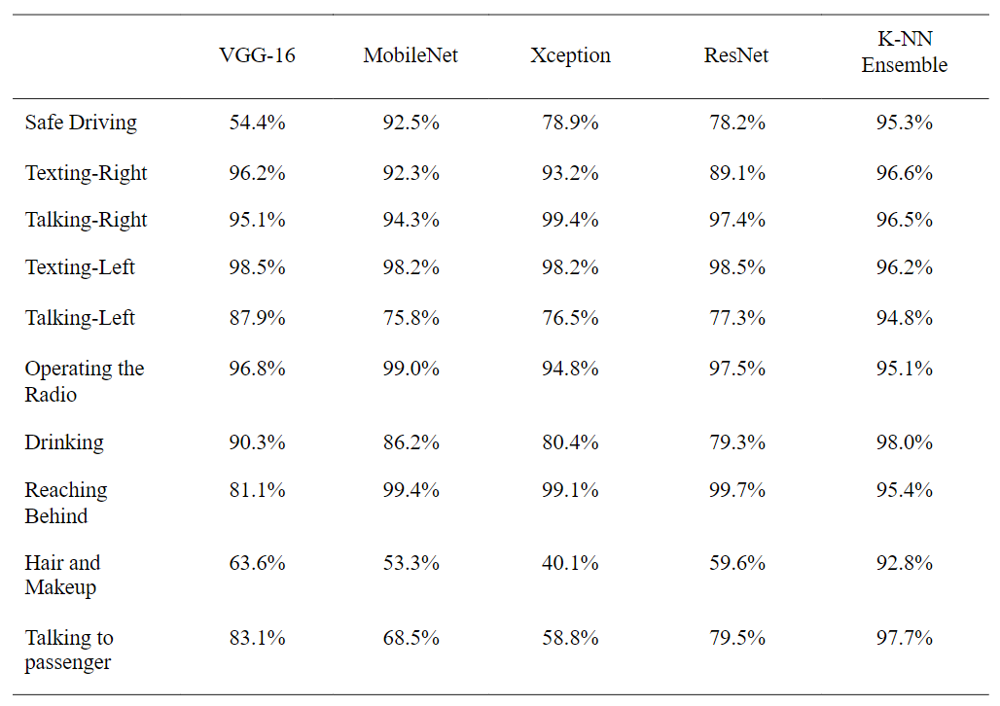 VGG-16 MobileNet Xception ResNet K-NN Ensemble
Safe Driving 54.4% 92.5% 78.9% 78.2% 95.3%
Texting-Right 96.2% 92.3% 93.2% 89.1% 96.6%
Talking-Right 95.1% 94.3% 99.4% 97.4% 96.5%
Texting-Left 98.5% 98.2% 98.2% 98.5% 96.2%
Talking-Left 87.9% 75.8% 76.5% 77.3% 94.8%
Operating the 96.8% 99.0% 94.8% 97.5% 95.1%
Radio
Drinking 90.3% 86.2% 80.4% 79.3% 98.0%
Reaching 81.1% 99.4% 99.1% 99.7% 95.4%
Behind
Hair and 63.6% 53.3% 40.1% 59.6% 92.8%
Makeup
Talking to 83.1% 68.5% 58.8% 79.5% 97.7%
passenger